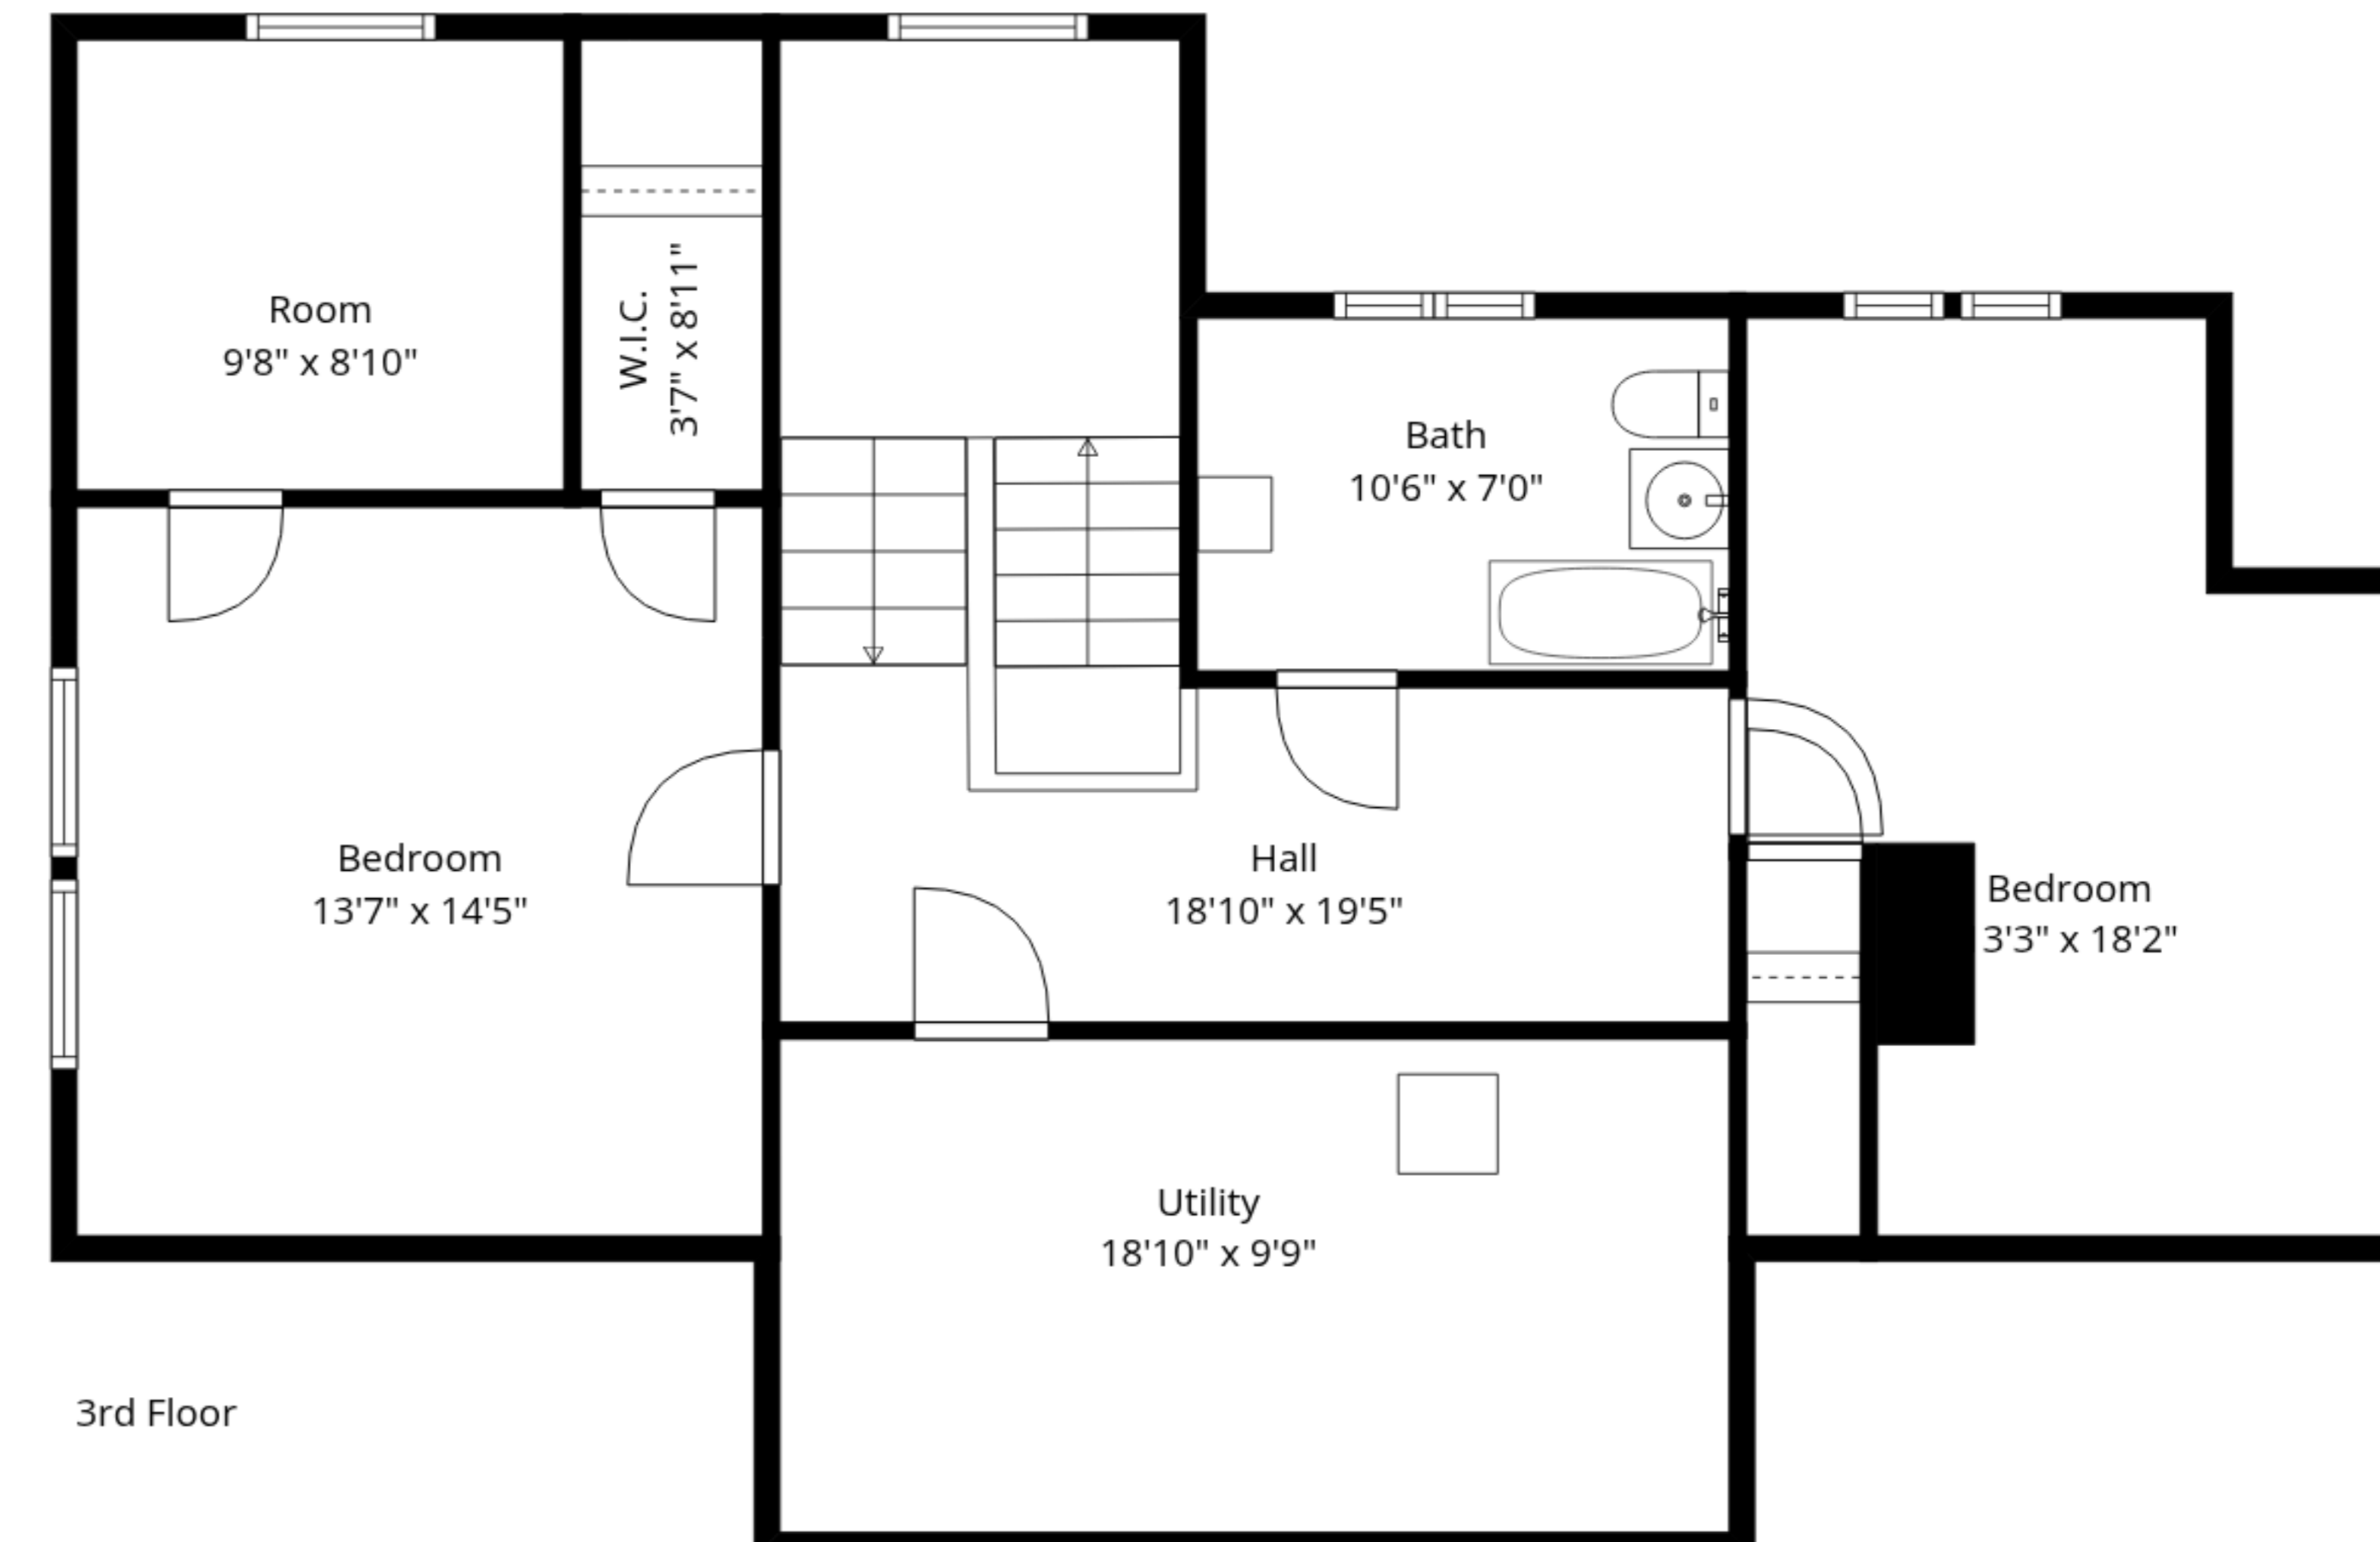 Room
9'8" x 8'10"
W.I.C.
3'7" x 8'11"
Bath
10'6" x 7'0"
Bedroom
13'7" x 14'5"
Hall
18'10" x 19'5"
Bedroom
3'3" x 18'2"
Utility
18'10" x 9'9"
3rd Floor